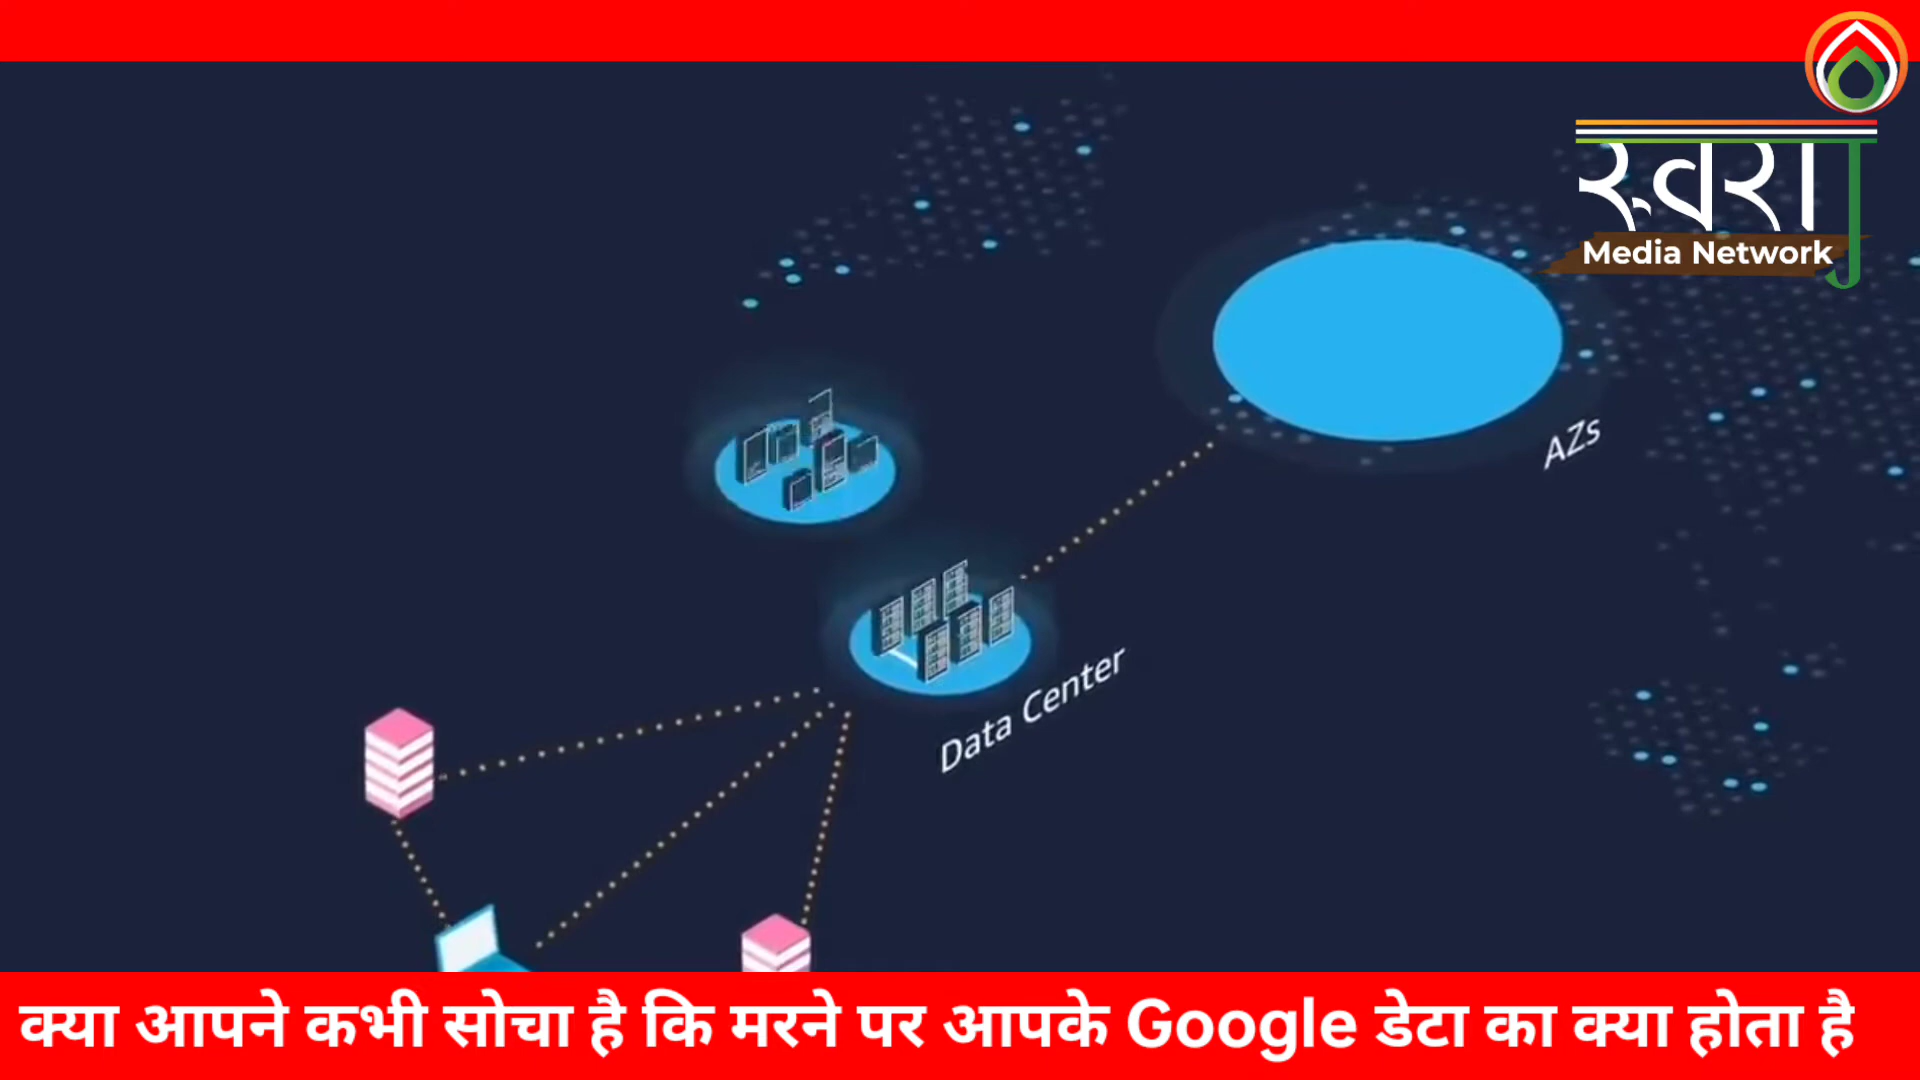 स्वराJ
Media Network
AZs
Data Center
क्या आपने कभी सोचा है कि मरने पर आपके Google डेटा का क्या होता है